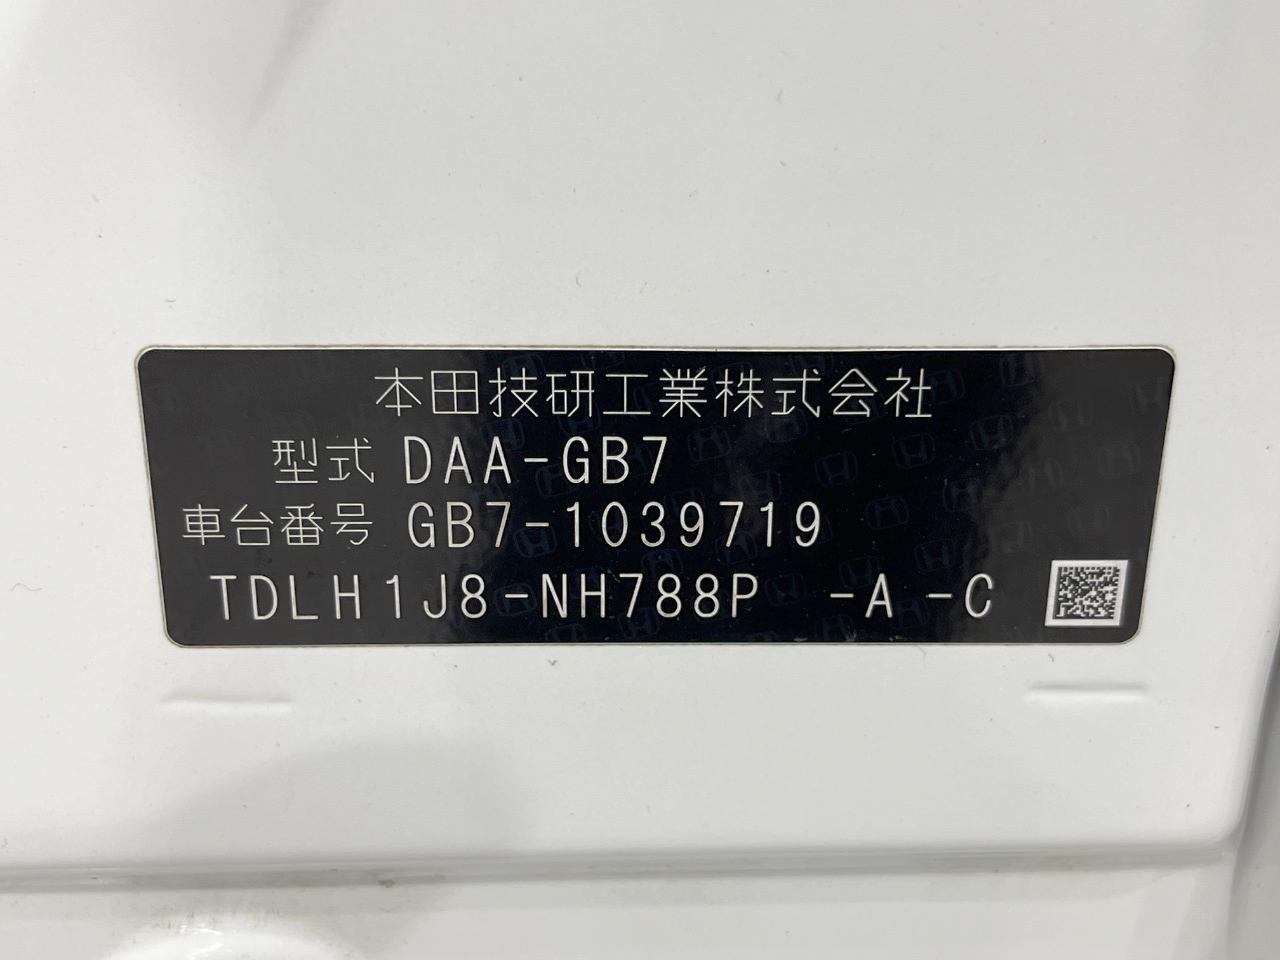 本田技研工業株式会社
型式 DAA-GB7
車台番号 GB7-1039719
TDLH1J8-NH788P -A -C